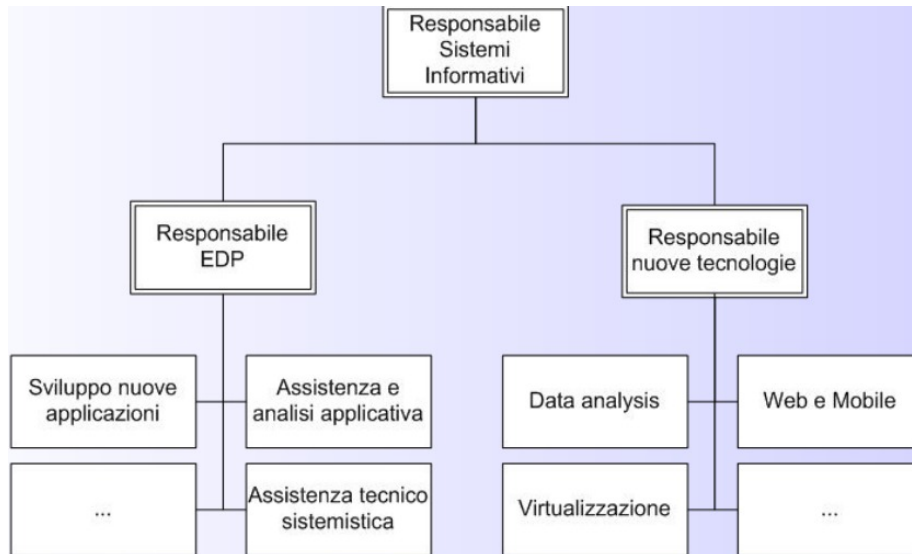 Responsabile
Sistemi
Informativi
Responsabile
EDP
Responsabile
nuove tecnologie
Sviluppo nuove
applicazioni
Assistenza e
analisi applicativa
Data analysis
Web e Mobile
...
Assistenza tecnico
sistemistica
Virtualizzazione
...